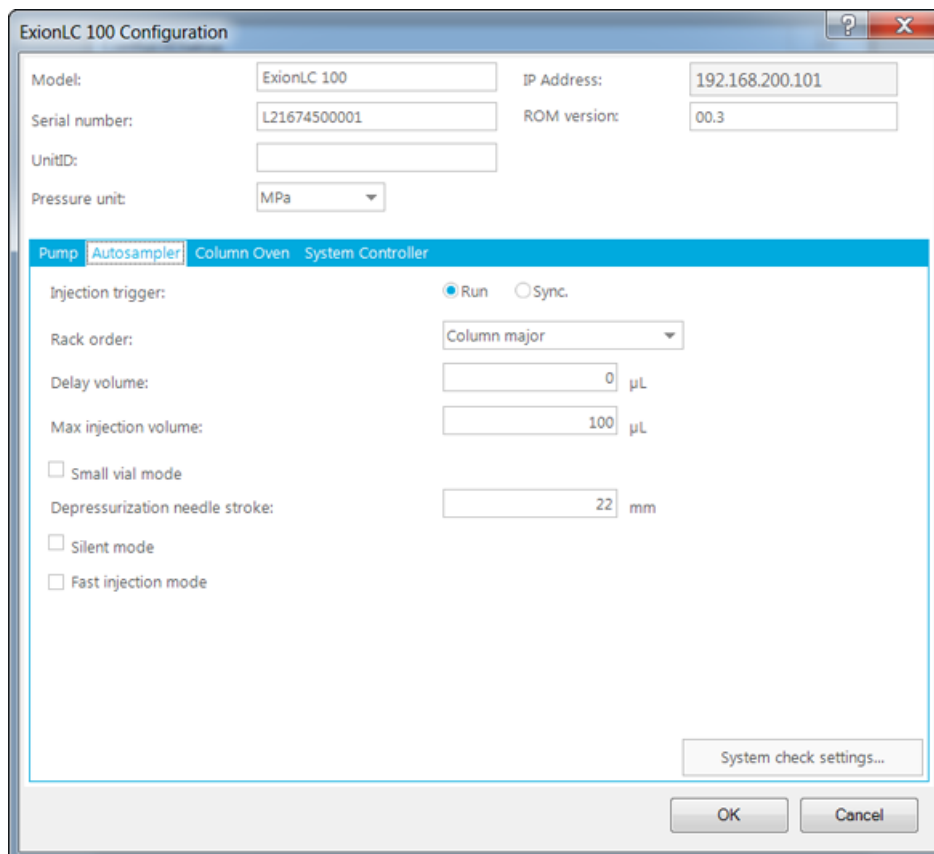 ExionLC 100 Configuration
?
Model: ExionLC 100 IP Address: 192.168.200.101
Serial number: L21674500001 ROM version: 00.3
UnitID:
Pressure unit: MPa
Pump Autosampler Column Oven System Controller
Injection trigger: Run Sync.
Rack order: Column major
Delay volume: 0 µL
Max injection volume: 100 µL
Small vial mode
Depressurization needle stroke: 22 mm
Silent mode
Fast injection mode
System check settings...
OK Cancel